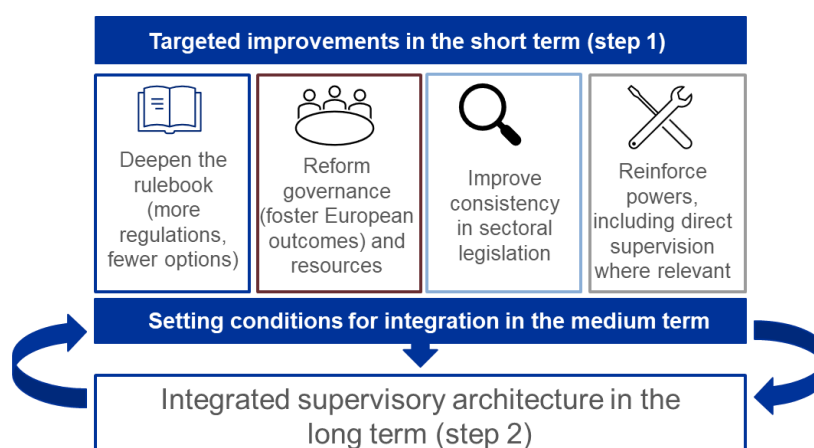 Targeted improvements in the short term (step 1)
Deepen the
rulebook
(more
regulations,
fewer options)
Reform
governance
(foster European
outcomes) and
resources
Improve
consistency
in sectoral
legislation
Reinforce
powers,
including direct
supervision
where relevant
Setting conditions for integration in the medium term
Integrated supervisory architecture in the
long term (step 2)